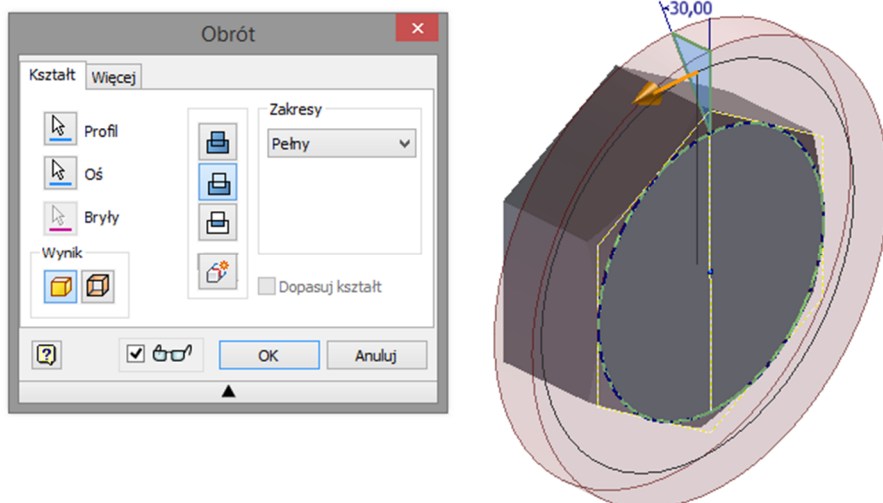 Obrót
Kształt
Więcej
Profil
Oś
Bryły
Wynik
Zakresy
Pełny
Dopasuj kształt
OK
Anuluj
30,00